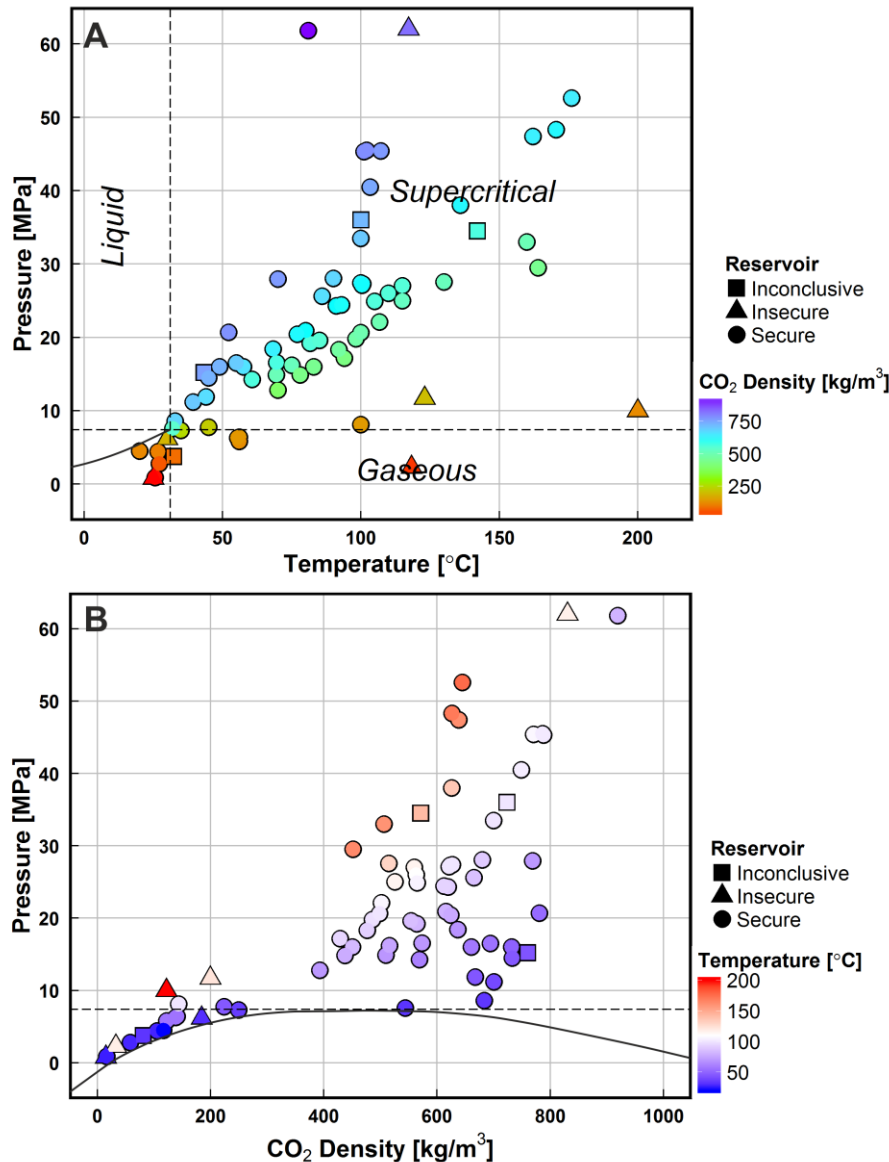 A
60
50
40
30
20
10
0
Pressure [MPa]
Liquid
Supercritical
Gaseous
0
50
100
150
200
Temperature [°C]
Reservoir
Inconclusive
Insecure
Secure
CO₂ Density [kg/m³]
750
500
250
B
60
50
40
30
20
10
0
Pressure [MPa]
0
200
400
600
800
1000
CO₂ Density [kg/m³]
Reservoir
Inconclusive
Insecure
Secure
Temperature [°C]
200
150
100
50